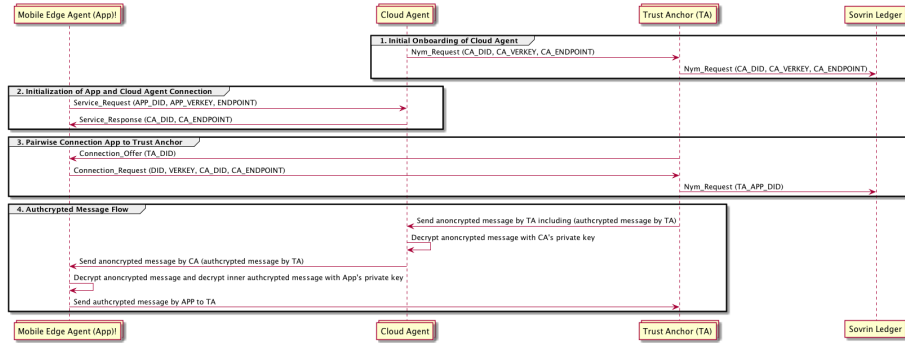 Mobile Edge Agent (App)!
Cloud Agent
Trust Anchor (TA)
Sovrin Ledger
1. Initial Onboarding of Cloud Agent
Nym_Request (CA_DID, CA_VERKEY, CA_ENDPOINT)
Nym_Request (CA_DID, CA_VERKEY, CA_ENDPOINT)
2. Initialization of App and Cloud Agent Connection
Service_Request (APP_DID, APP_VERKEY, ENDPOINT)
Service_Response (CA_DID, CA_ENDPOINT)
3. Pairwise Connection App to Trust Anchor
Connection_Offer (TA_DID)
Connection_Request (DID, VERKEY, CA_DID, CA_ENDPOINT)
Nym_Request (TA_APP_DID)
4. Authcrypted Message Flow
Send anoncrypted message by TA including (authcrypted message by TA)
Decrypt anoncrypted message with CA's private key
Send anoncrypted message by CA (authcrypted message by TA)
Decrypt anoncrypted message and decrypt inner authcrypted message with App's private key
Send authcrypted message by APP to TA
Mobile Edge Agent (App)!
Cloud Agent
Trust Anchor (TA)
Sovrin Ledger